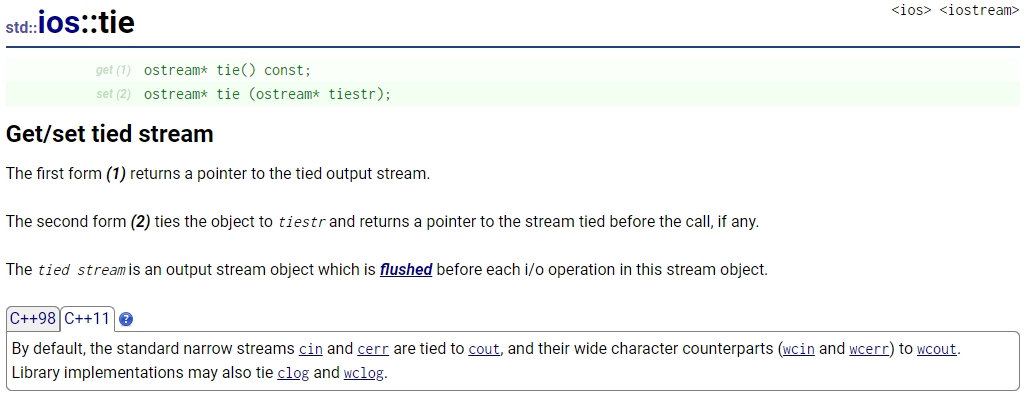 std::ios::tie
<ios> <iostream>
get (1) ostream* tie() const;
set (2) ostream* tie (ostream* tiestr);
Get/set tied stream
The first form (1) returns a pointer to the tied output stream.
The second form (2) ties the object to tiestr and returns a pointer to the stream tied before the call, if any.
The tied stream is an output stream object which is flushed before each i/o operation in this stream object.
C++98 C++11 ?
By default, the standard narrow streams cin and cerr are tied to cout, and their wide character counterparts (wcin and wcerr) to wcout.
Library implementations may also tie clog and wclog.